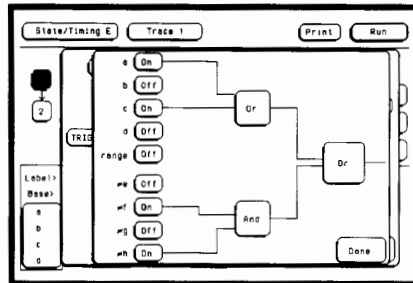 State/Timing E Trace 1 Print Run
a On
b Off
Or
c On
2
d Off
TRIG
range Off
Or
Label>
≠e Off
Base>
≠f On
a
And
b
≠g Off
c
≠h On
Done
d